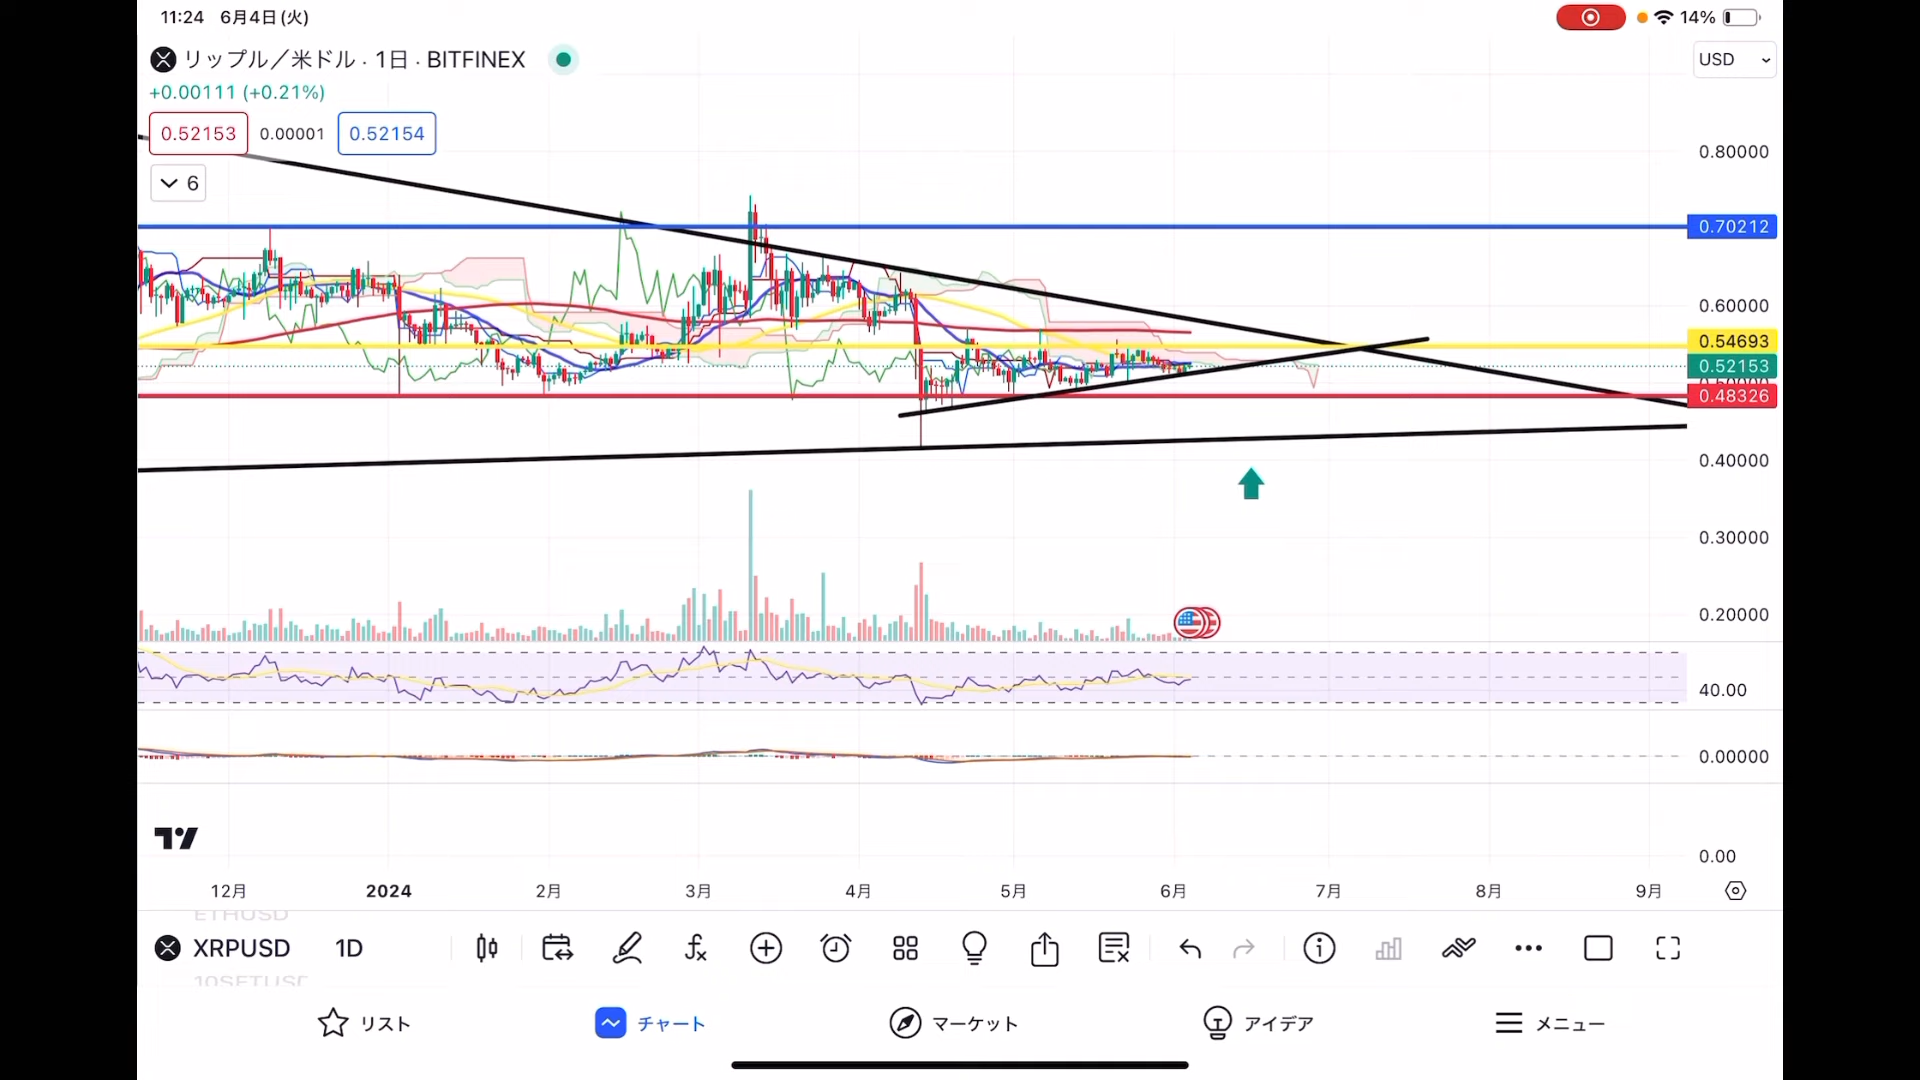 11:24 6月4日(火)
14%
リップル／米ドル · 1日 · BITFINEX
USD
+0.00111 (+0.21%)
0.52153 0.00001 0.52154
6
0.80000
0.70212
0.60000
0.54693
0.52153
0.48326
0.40000
0.30000
0.20000
40.00
0.00000
0.00
12月 2024 2月 3月 4月 5月 6月 7月 8月 9月
ETHUSD
XRPUSD 1D
リスト チャート マーケット アイデア メニュー